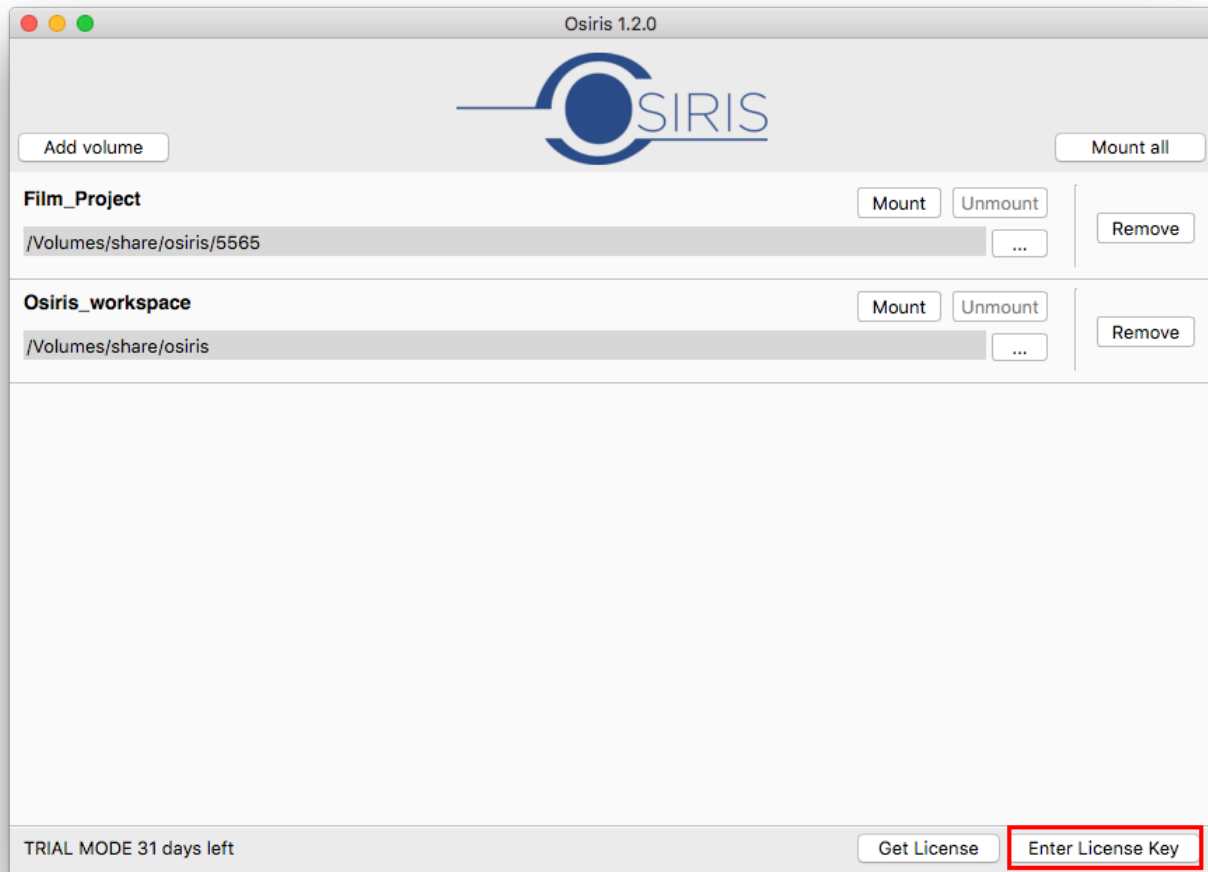 Osiris 1.2.0
OSIRIS
Add volume
Mount all
Film_Project
Mount
Unmount
Remove
/Volumes/share/osiris/5565
...
Osiris_workspace
Mount
Unmount
Remove
/Volumes/share/osiris
...
TRIAL MODE 31 days left
Get License
Enter License Key